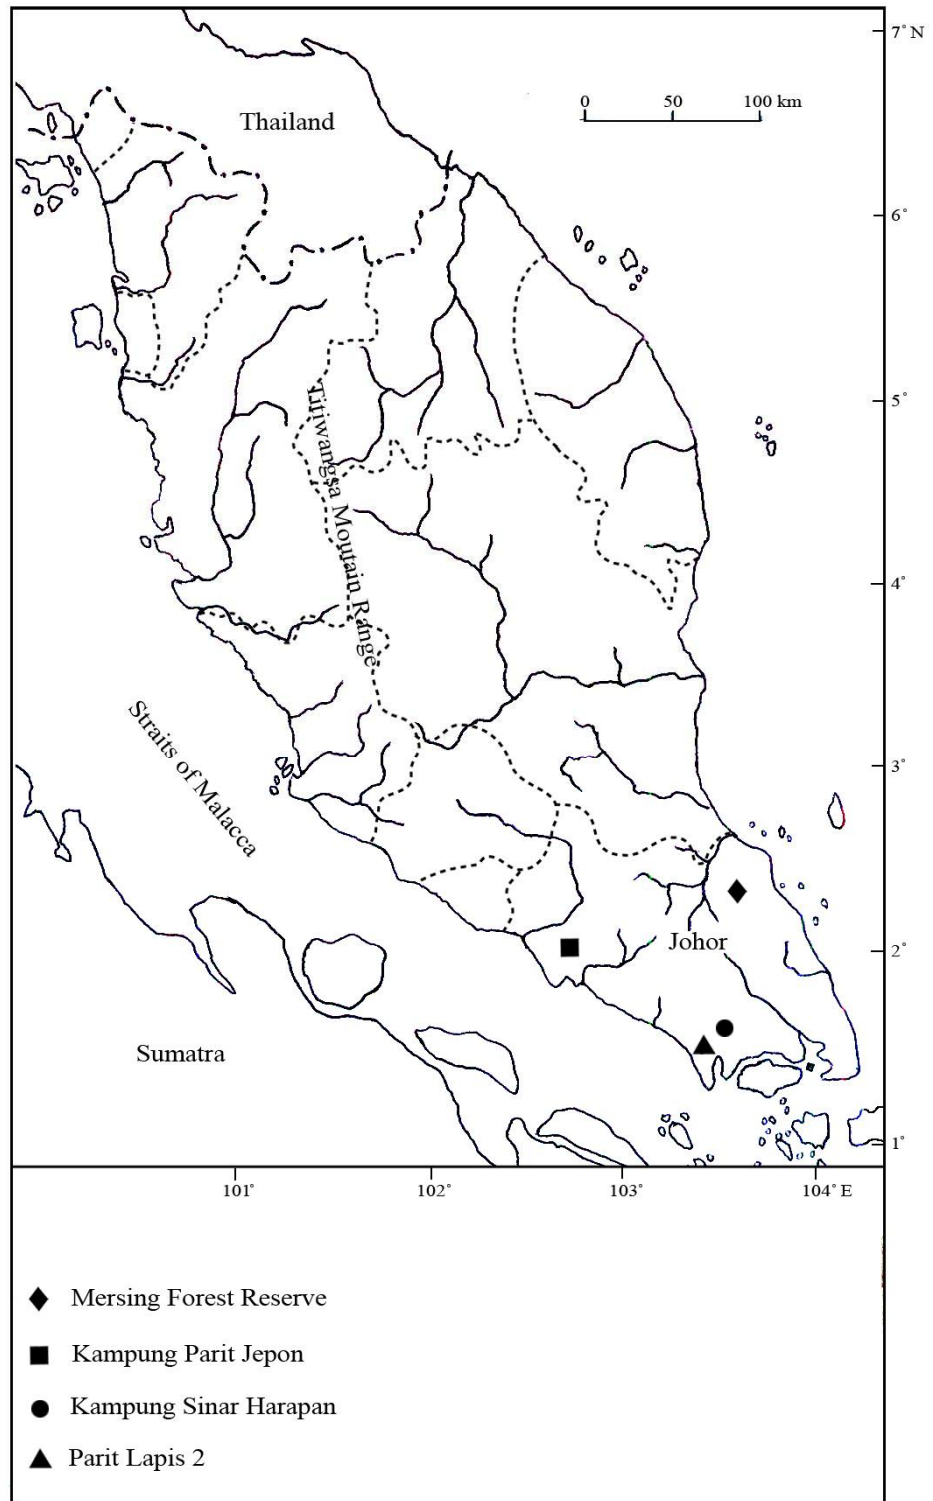 7° N
0 50 100 km
Thailand
6°
5°
Titiwangsa Moutain Range
4°
Straits of Malacca
3°
Johor
2°
Sumatra
1°
101° 102° 103° 104° E
Mersing Forest Reserve
Kampung Parit Jepon
Kampung Sinar Harapan
Parit Lapis 2